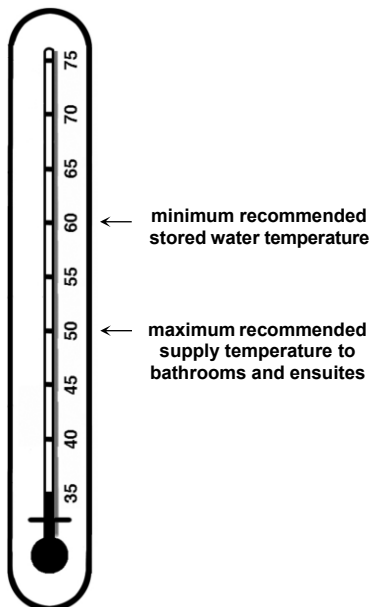 75
70
65
60
minimum recommended
stored water temperature
55
50
maximum recommended
supply temperature to
bathrooms and ensuites
45
40
35